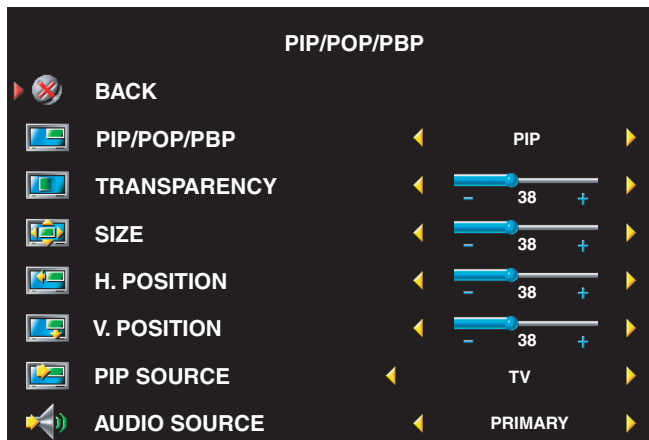 PIP/POP/PBP
BACK
PIP/POP/PBP PIP
TRANSPARENCY - 38 +
SIZE - 38 +
H. POSITION - 38 +
V. POSITION - 38 +
PIP SOURCE TV
AUDIO SOURCE PRIMARY